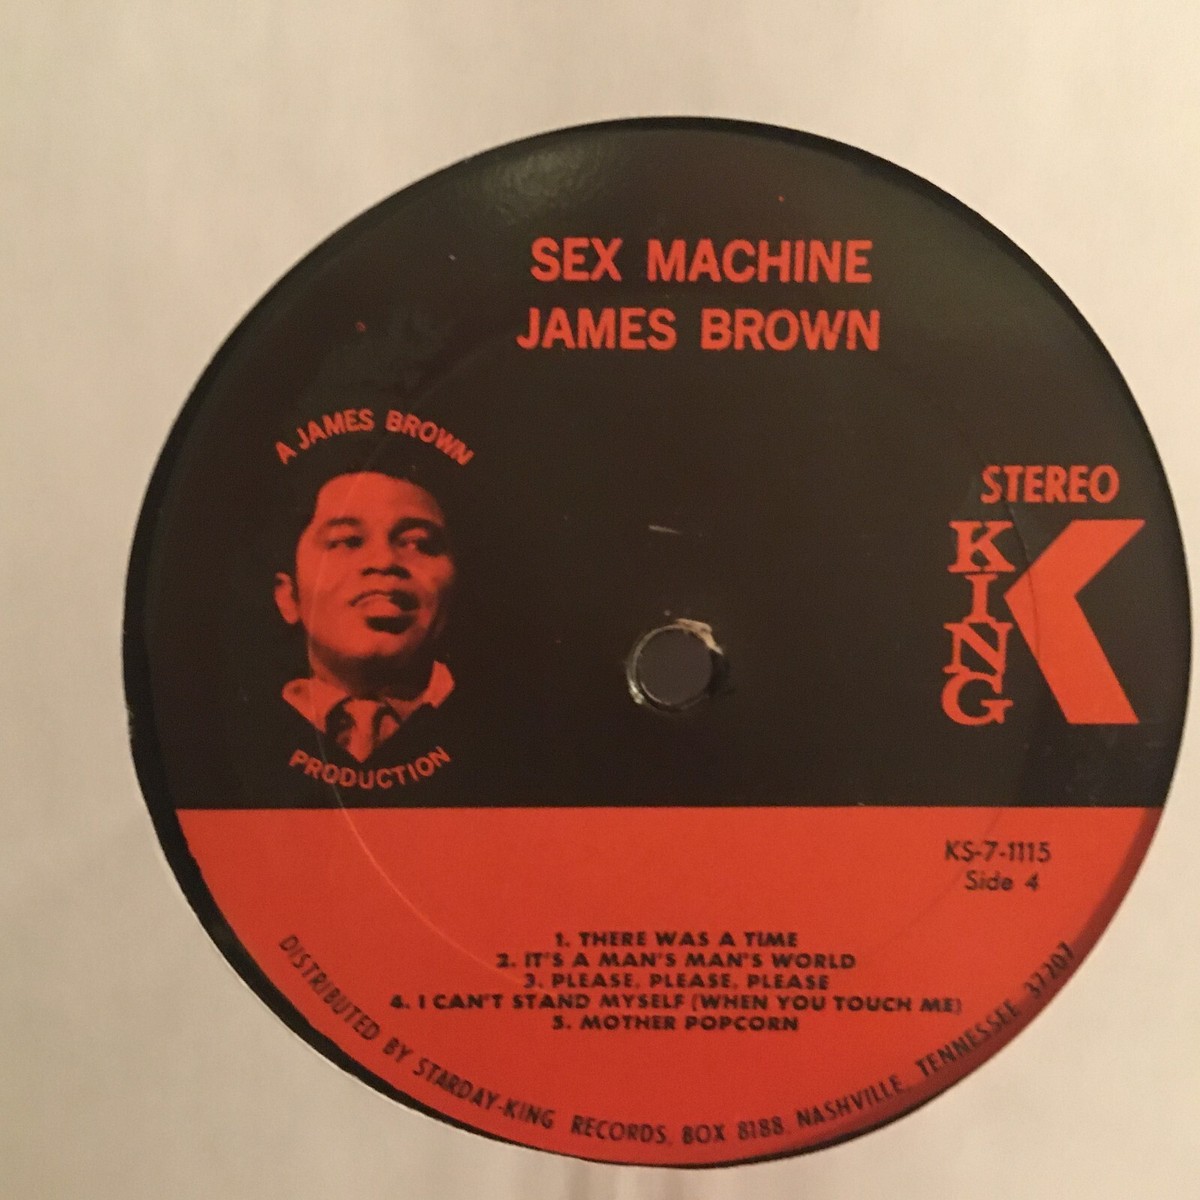 SEX MACHINE
JAMES BROWN
A JAMES BROWN
PRODUCTION
STEREO
KING
K
KS-7-1115
Side 4
1. THERE WAS A TIME
2. IT'S A MAN'S MAN'S WORLD
3. PLEASE, PLEASE, PLEASE
4. I CAN'T STAND MYSELF (WHEN YOU TOUCH ME)
5. MOTHER POPCORN
DISTRIBUTED BY STARDAY-KING RECORDS, BOX 8188, NASHVILLE, TENNESSEE 37207